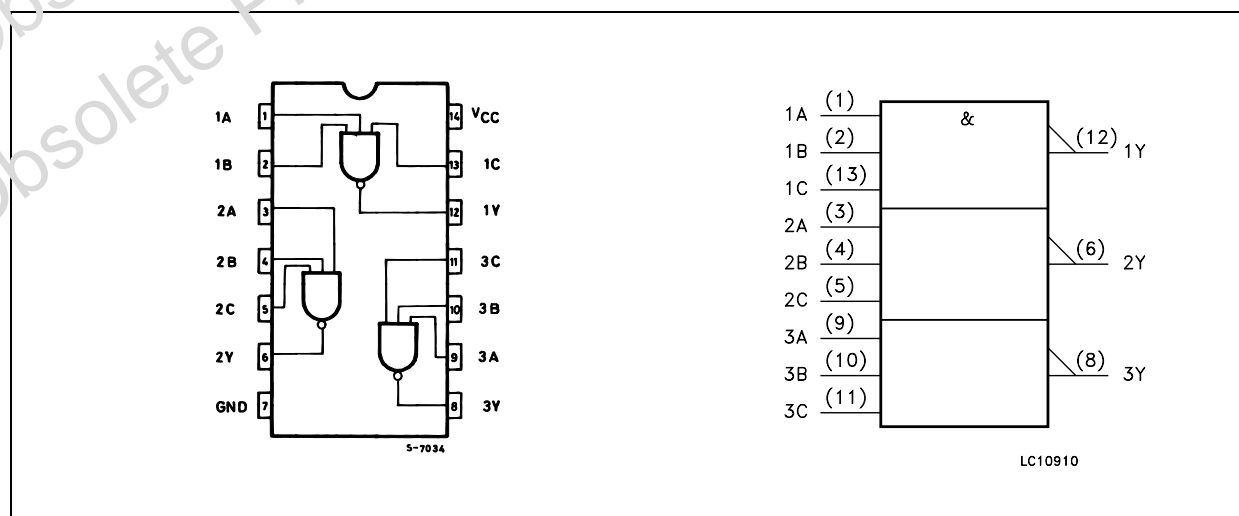 obsolete P
obsolete
1A 1 14 VCC
1B 2 13 1C
2A 3 12 1Y
2B 4 11 3C
2C 5 10 3B
2Y 6 9 3A
GND 7 8 3Y
S-7034
&
1A (1)
1B (2) (12) 1Y
1C (13)
2A (3)
2B (4) (6) 2Y
2C (5)
3A (9)
3B (10) (8) 3Y
3C (11)
LC10910